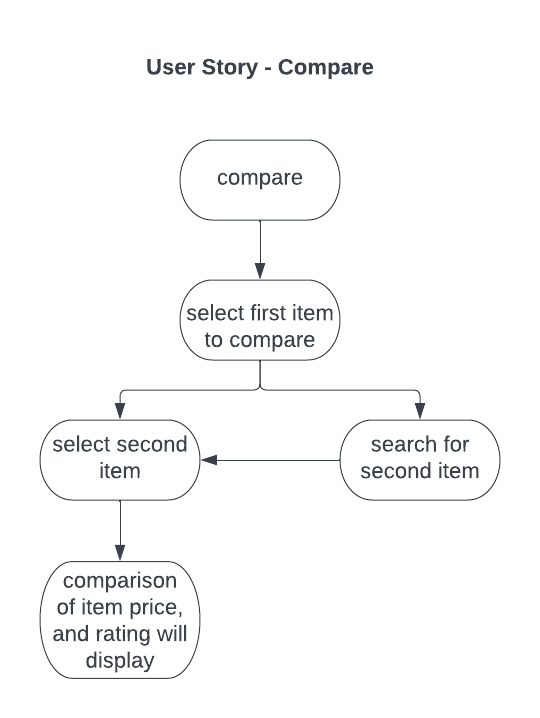 User Story - Compare
compare
select first item
to compare
select second
item
search for
second item
comparison
of item price,
and rating will
display